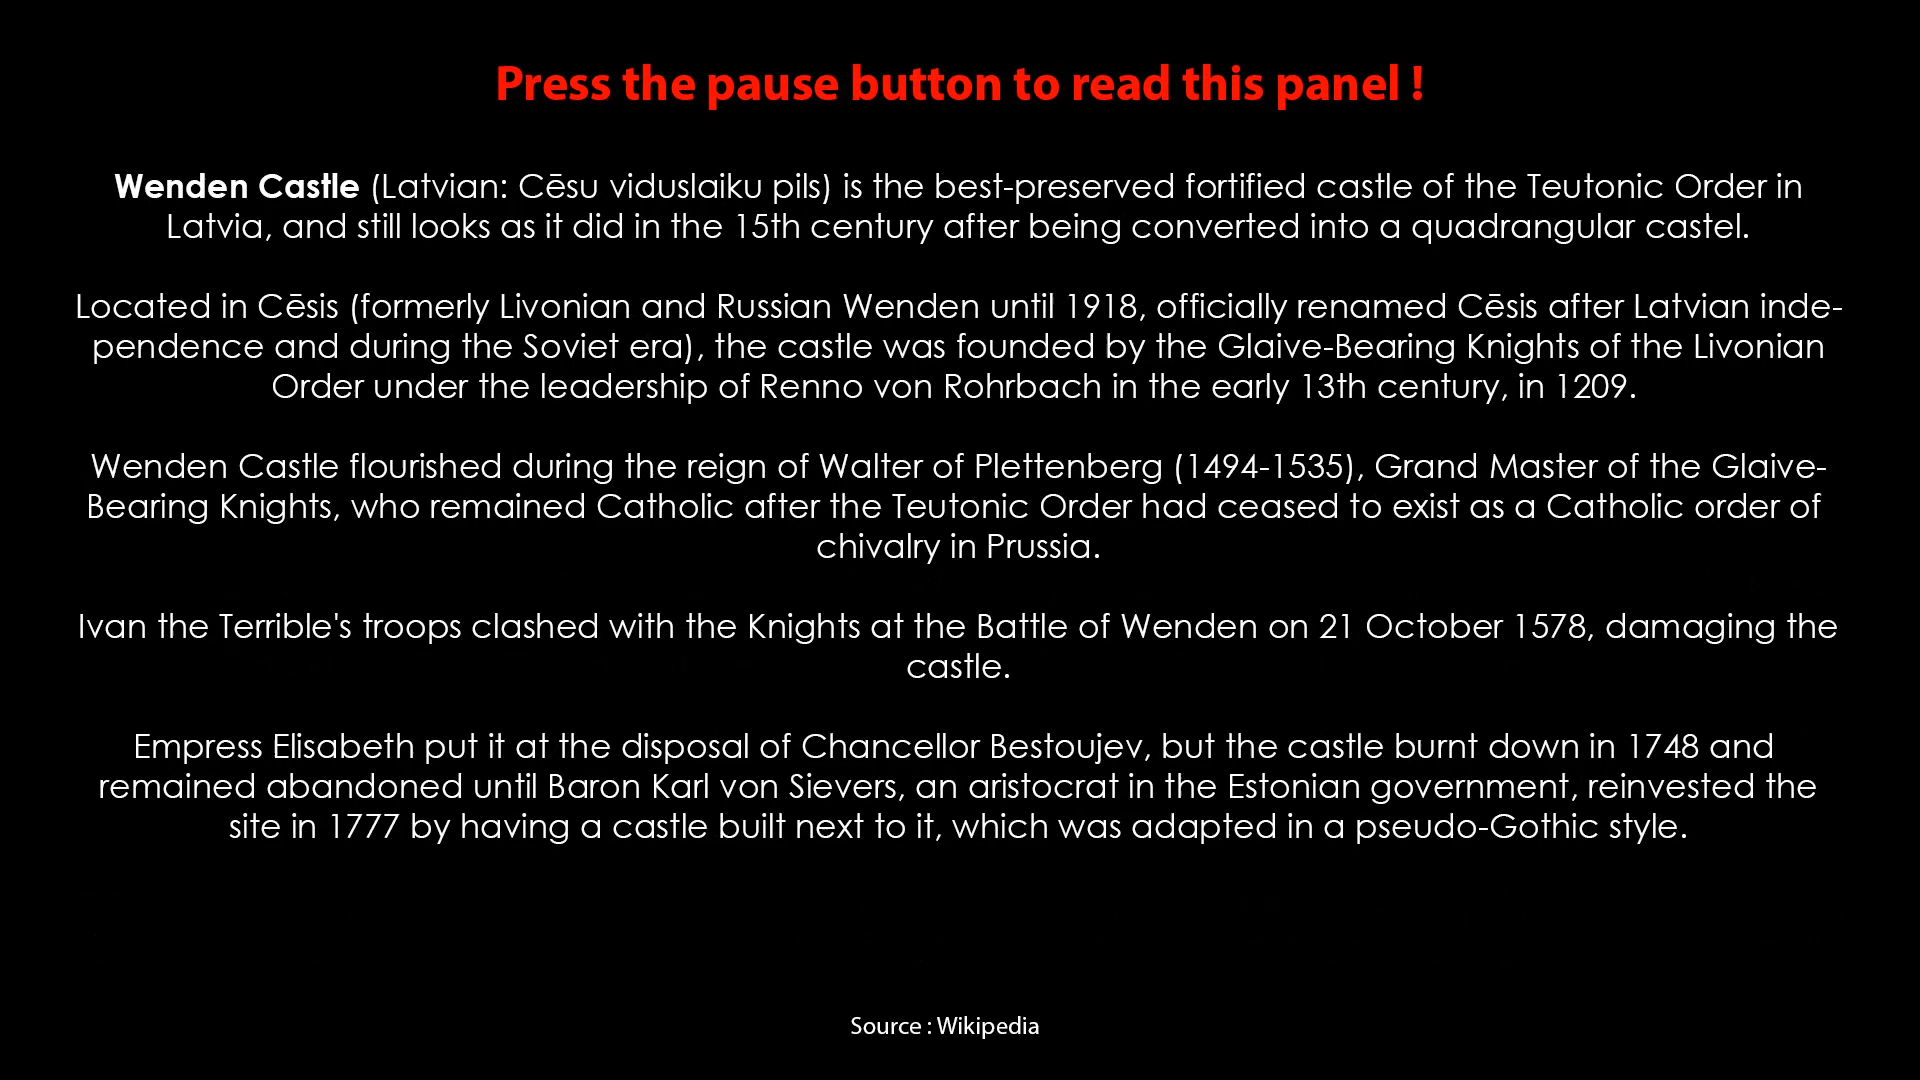 Press the pause button to read this panel !
Wenden Castle (Latvian: Cēsu viduslaiku pils) is the best-preserved fortified castle of the Teutonic Order in
Latvia, and still looks as it did in the 15th century after being converted into a quadrangular castel.
Located in Cēsis (formerly Livonian and Russian Wenden until 1918, officially renamed Cēsis after Latvian inde-
pendence and during the Soviet era), the castle was founded by the Glaive-Bearing Knights of the Livonian
Order under the leadership of Renno von Rohrbach in the early 13th century, in 1209.
Wenden Castle flourished during the reign of Walter of Plettenberg (1494-1535), Grand Master of the Glaive-
Bearing Knights, who remained Catholic after the Teutonic Order had ceased to exist as a Catholic order of
chivalry in Prussia.
Ivan the Terrible's troops clashed with the Knights at the Battle of Wenden on 21 October 1578, damaging the
castle.
Empress Elisabeth put it at the disposal of Chancellor Bestoujev, but the castle burnt down in 1748 and
remained abandoned until Baron Karl von Sievers, an aristocrat in the Estonian government, reinvested the
site in 1777 by having a castle built next to it, which was adapted in a pseudo-Gothic style.
Source : Wikipedia